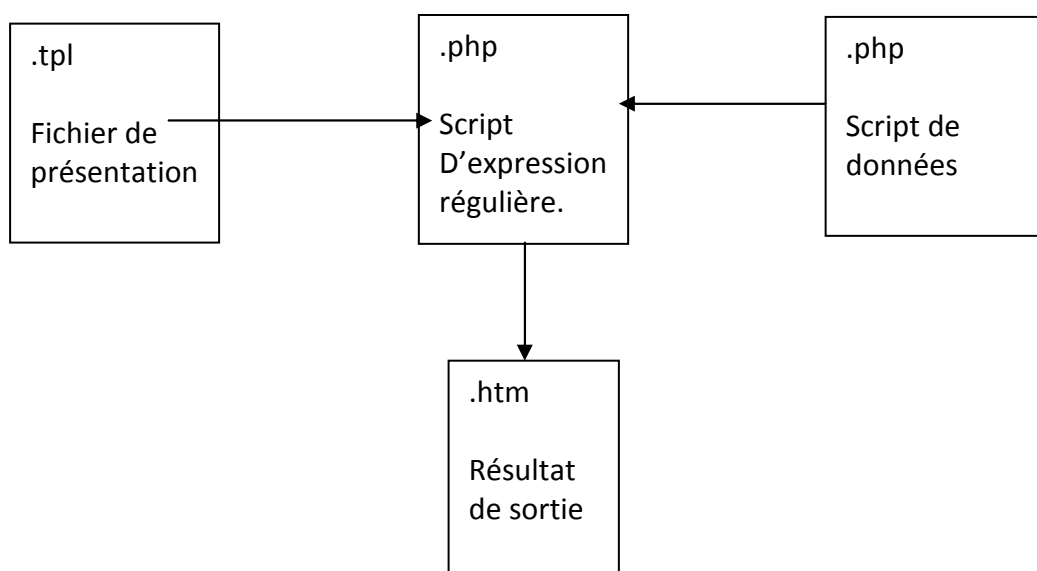 .tpl
Fichier de
présentation
.php
Script
D’expression
régulière.
.php
Script de
données
.htm
Résultat
de sortie